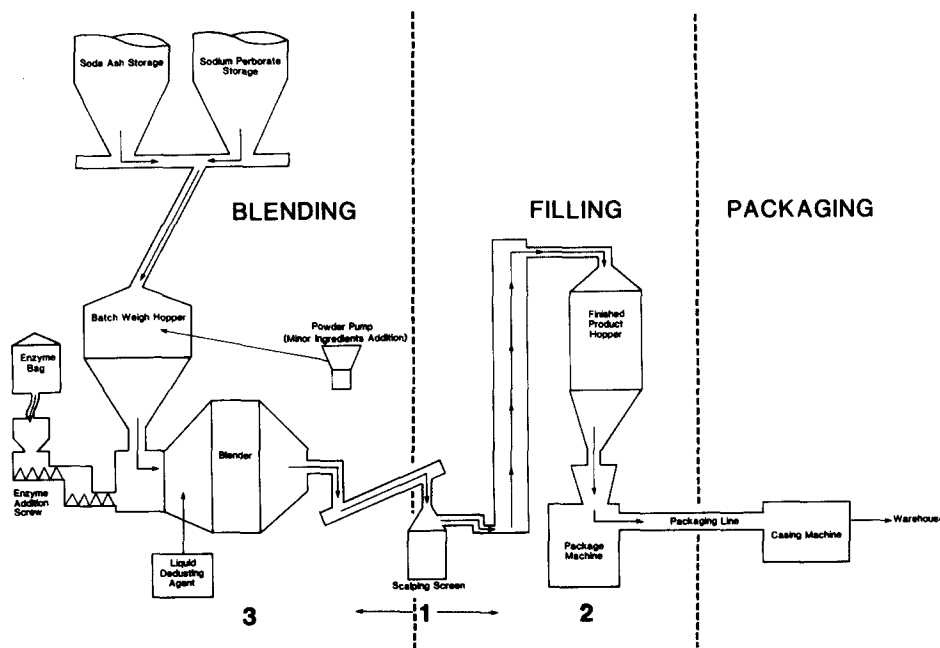 Soda Ash Storage
Sodium Perborate
Storage
BLENDING
FILLING
PACKAGING
Batch Weigh Hopper
Powder Pump
(Minor Ingredients Addition)
Finished
Product
Hopper
Enzyme
Bag
Blender
Enzyme
Addition
Screw
Liquid
Dedusting
Agent
Scalping Screen
Package
Machine
Packaging Line
Casing Machine
Warehouse
3
1
2